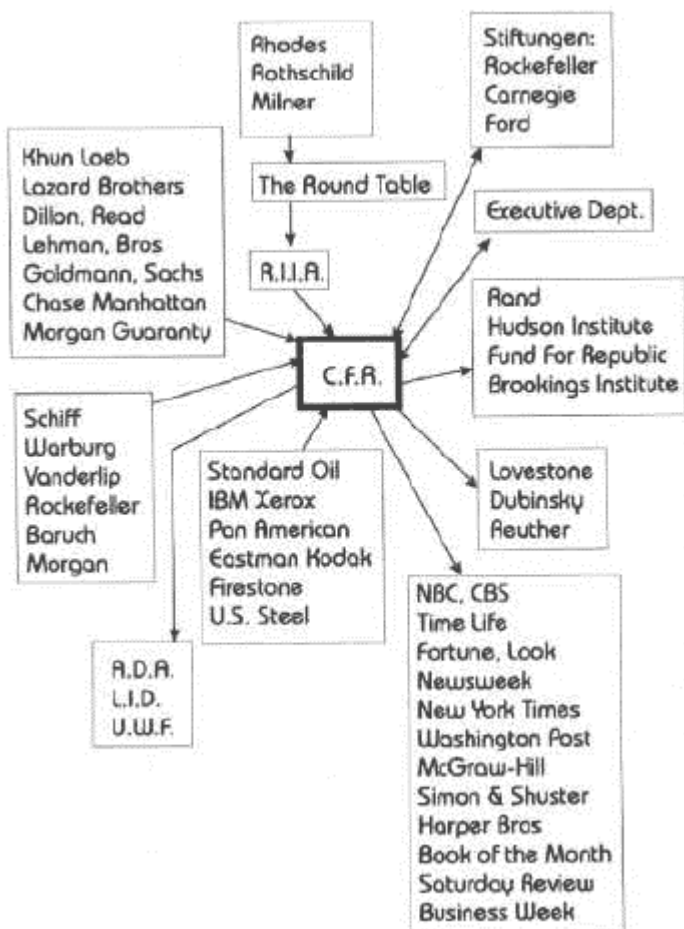 Rhodes
Rothschild
Milner
Stiftungen:
Rockefeller
Carnegie
Ford
Khun Loeb
Lazard Brothers
Dillon, Read
Lehman, Bros
Goldmann, Sachs
Chase Manhattan
Morgan Guaranty
The Round Table
Executive Dept.
R.I.I.A.
Rand
Hudson Institute
Fund For Republic
Brookings Institute
C.F.R.
Schiff
Warburg
Vanderlip
Rockefeller
Baruch
Morgan
Standard Oil
IBM Xerox
Pan American
Eastman Kodak
Firestone
U.S. Steel
Lovestone
Dubinsky
Reuther
A.D.A.
L.I.D.
U.W.F.
NBC, CBS
Time Life
Fortune, Look
Newsweek
New York Times
Washington Post
McGraw-Hill
Simon & Shuster
Harper Bros
Book of the Month
Saturday Review
Business Week